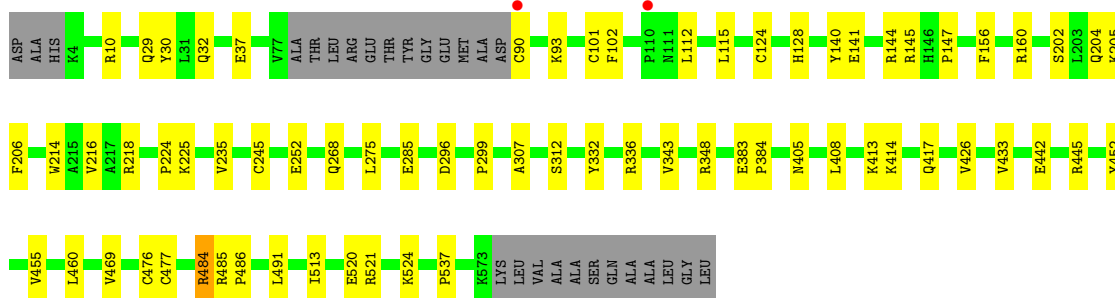 ASP ALA HIS K4 R10 Q29 Y30 L31 Q32 E37 V77 ALA THR LEU ARG GLU THR TYR GLY GLU MET ALA ASP C90 K93 C101 F102 P110 N111 L112 L115 C124 H128 Y140 E141 R144 R145 H146 P147 F156 R160 S202 L203 Q204 K205
F206 W214 A215 V216 A217 R218 P224 K225 V235 C245 E252 Q268 L275 E285 D296 P299 A307 S312 Y332 R336 V343 R348 E383 P384 N405 L408 K413 K414 Q417 V426 V433 E442 R445 Y452
V455 L460 V469 C476 C477 R484 R485 P486 L491 I513 E520 R521 K524 P537 K573 LYS LEU VAL ALA ALA SER GLN ALA ALA LEU GLY LEU